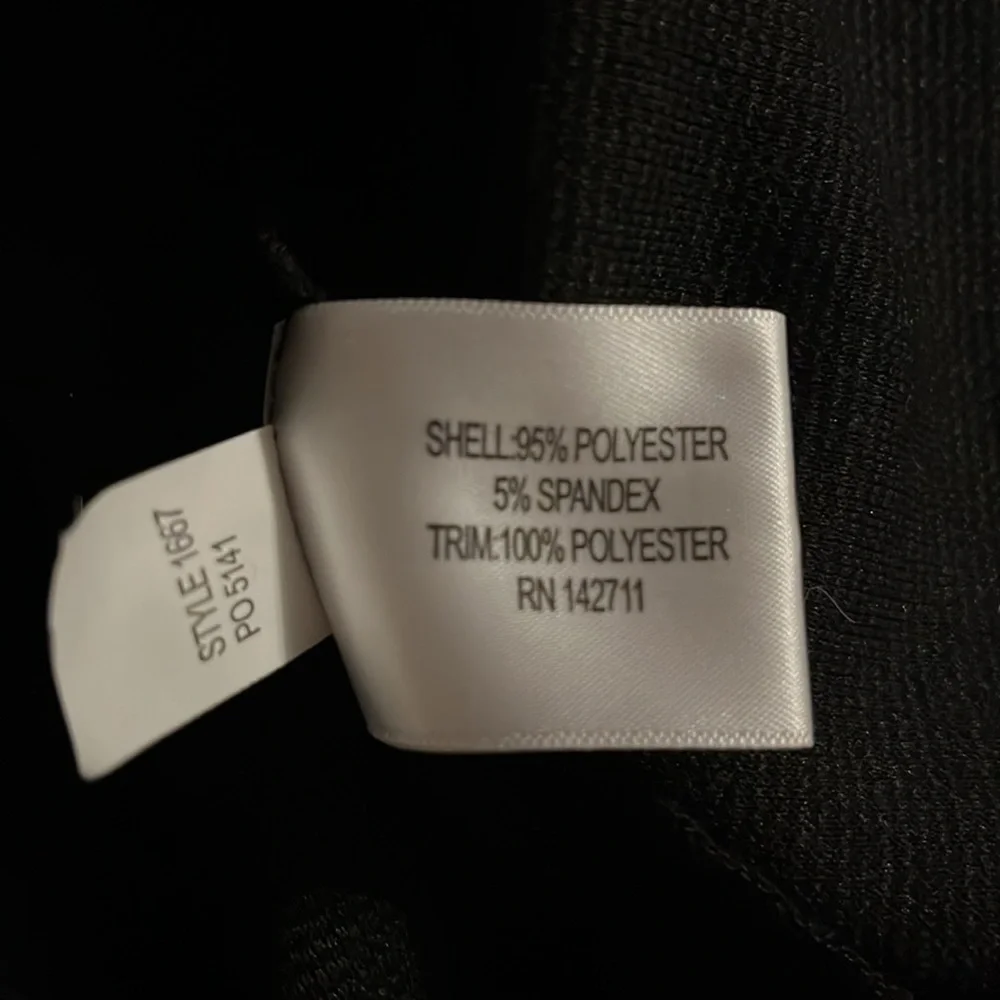 SHELL:95% POLYESTER
5% SPANDEX
TRIM:100% POLYESTER
RN 142711
STYLE 1667
PO 5141